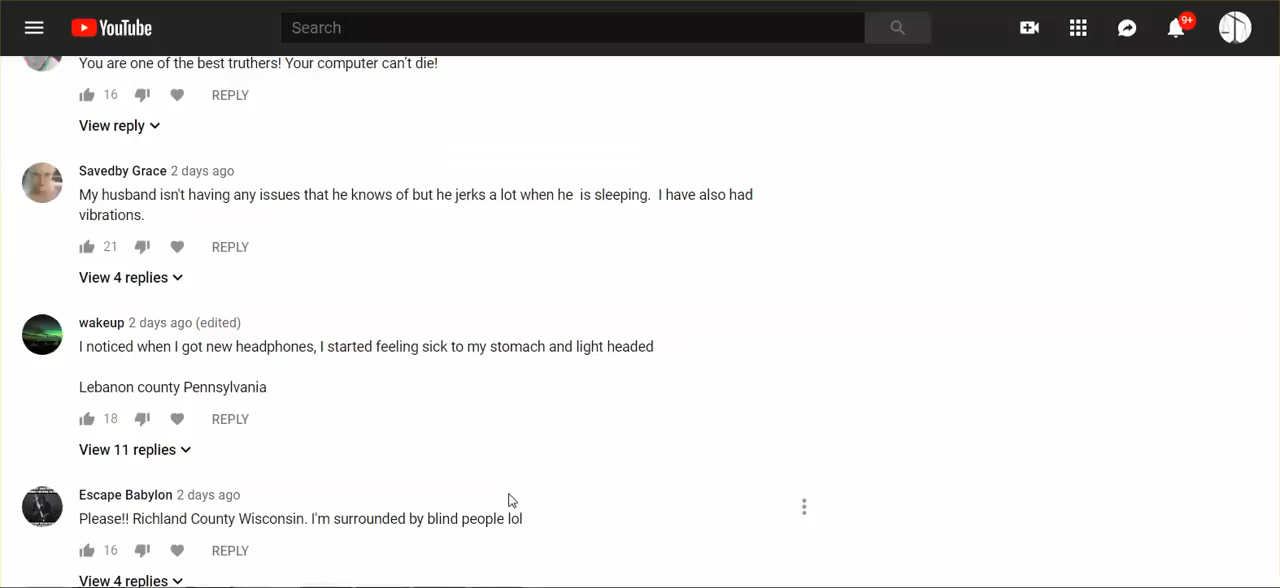 YouTube
Search
9+
You are one of the best truthers! Your computer can't die!
16
REPLY
View reply
Savedby Grace 2 days ago
My husband isn't having any issues that he knows of but he jerks a lot when he  is sleeping.  I have also had
vibrations.
21
REPLY
View 4 replies
wakeup 2 days ago (edited)
I noticed when I got new headphones, I started feeling sick to my stomach and light headed
Lebanon county Pennsylvania
18
REPLY
View 11 replies
Escape Babylon 2 days ago
Please!! Richland County Wisconsin. I'm surrounded by blind people lol
16
REPLY
View 4 replies